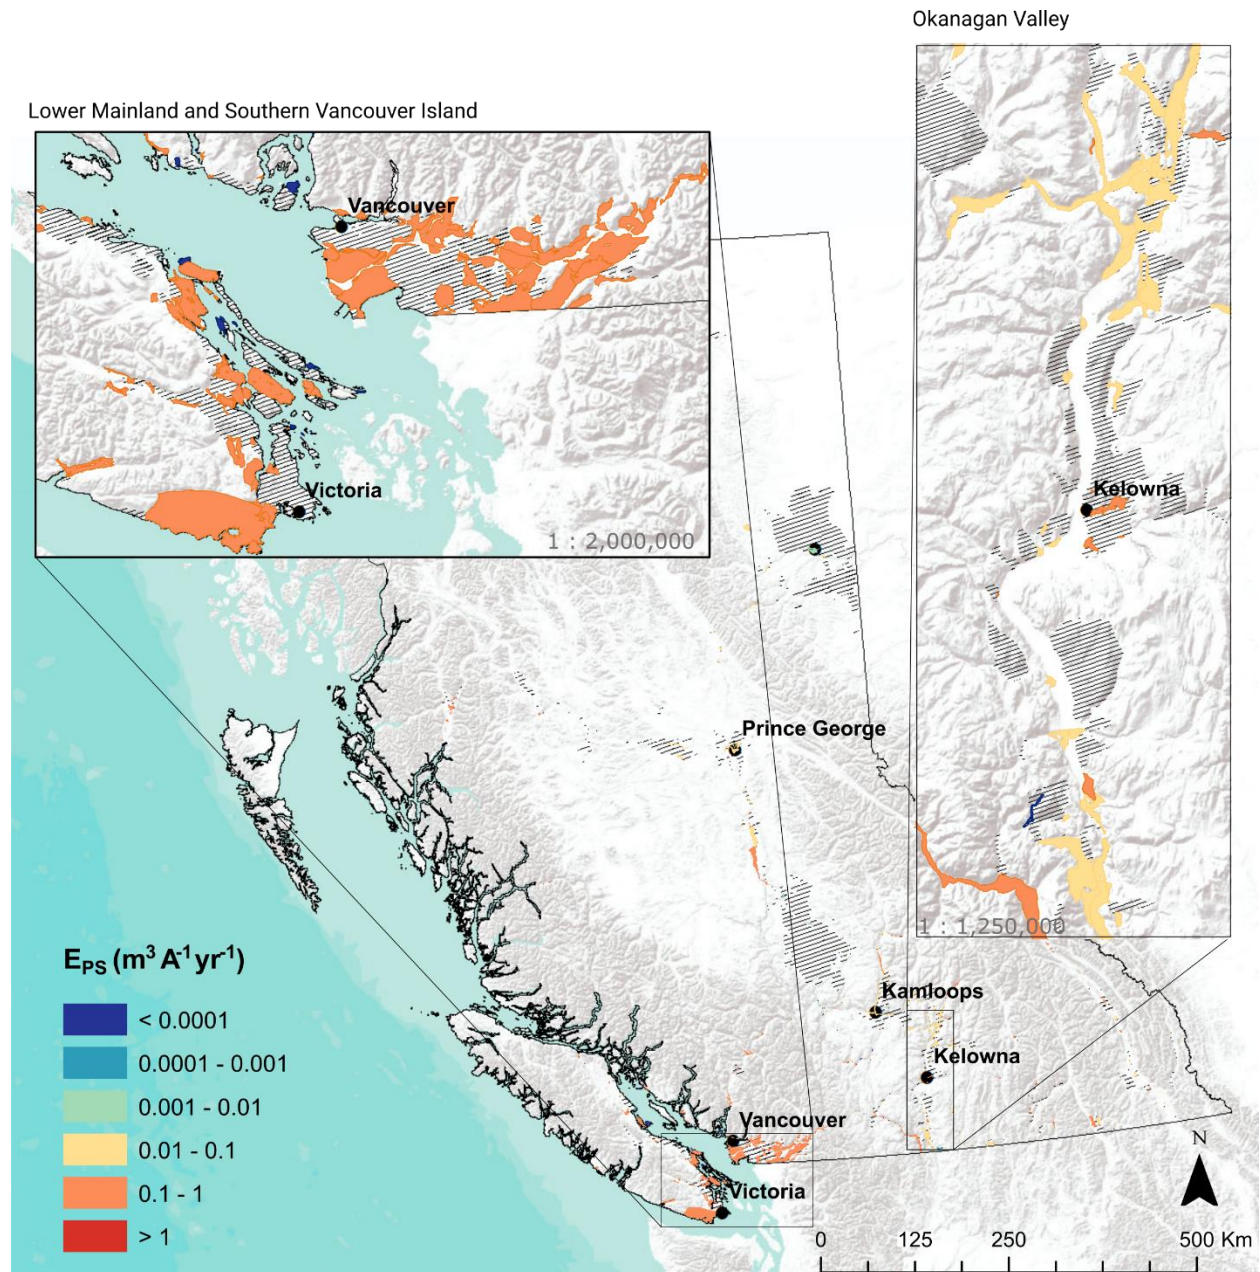 Okanagan Valley
Lower Mainland and Southern Vancouver Island
Vancouver
Victoria
1 : 2,000,000
Kelowna
1 : 1,250,000
Prince George
Kamloops
Kelowna
Vancouver
Victoria
E_PS (m³ A⁻¹ yr⁻¹)
< 0.0001
0.0001 - 0.001
0.001 - 0.01
0.01 - 0.1
0.1 - 1
> 1
N
0 125 250 500 Km